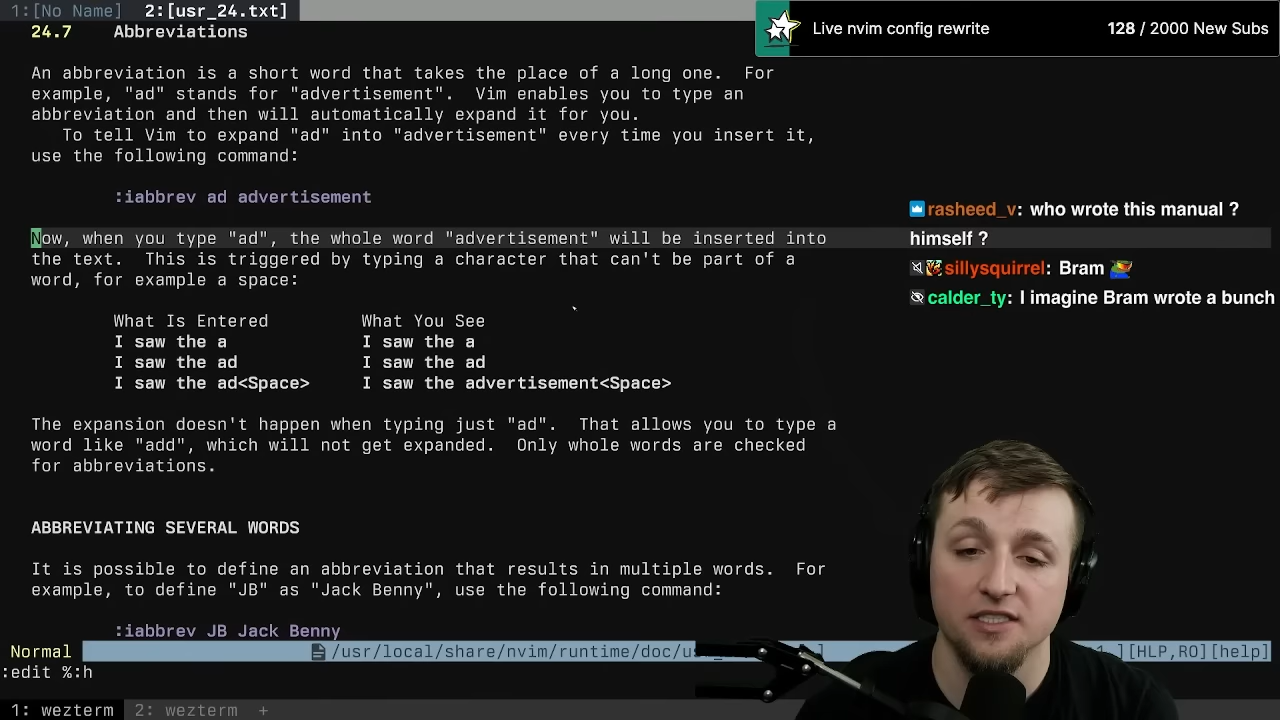 1:[No Name]  2:[usr_24.txt]
24.7    Abbreviations
An abbreviation is a short word that takes the place of a long one.  For
example, "ad" stands for "advertisement".  Vim enables you to type an
abbreviation and then will automatically expand it for you.
   To tell Vim to expand "ad" into "advertisement" every time you insert it,
use the following command:
:iabbrev ad advertisement
Now, when you type "ad", the whole word "advertisement" will be inserted into
the text.  This is triggered by typing a character that can't be part of a
word, for example a space:
What Is Entered         What You See
I saw the a             I saw the a
I saw the ad            I saw the ad
I saw the ad<Space>     I saw the advertisement<Space>
The expansion doesn't happen when typing just "ad".  That allows you to type a
word like "add", which will not get expanded.  Only whole words are checked
for abbreviations.
ABBREVIATING SEVERAL WORDS
It is possible to define an abbreviation that results in multiple words.  For
example, to define "JB" as "Jack Benny", use the following command:
:iabbrev JB Jack Benny
Normal /usr/local/share/nvim/runtime/doc/us ][HLP,RO][help]
:edit %:h
1: wezterm  2: wezterm  +
Live nvim config rewrite 128 / 2000 New Subs
rasheed_v: who wrote this manual ?
himself ?
sillysquirrel: Bram
calder_ty: I imagine Bram wrote a bunch